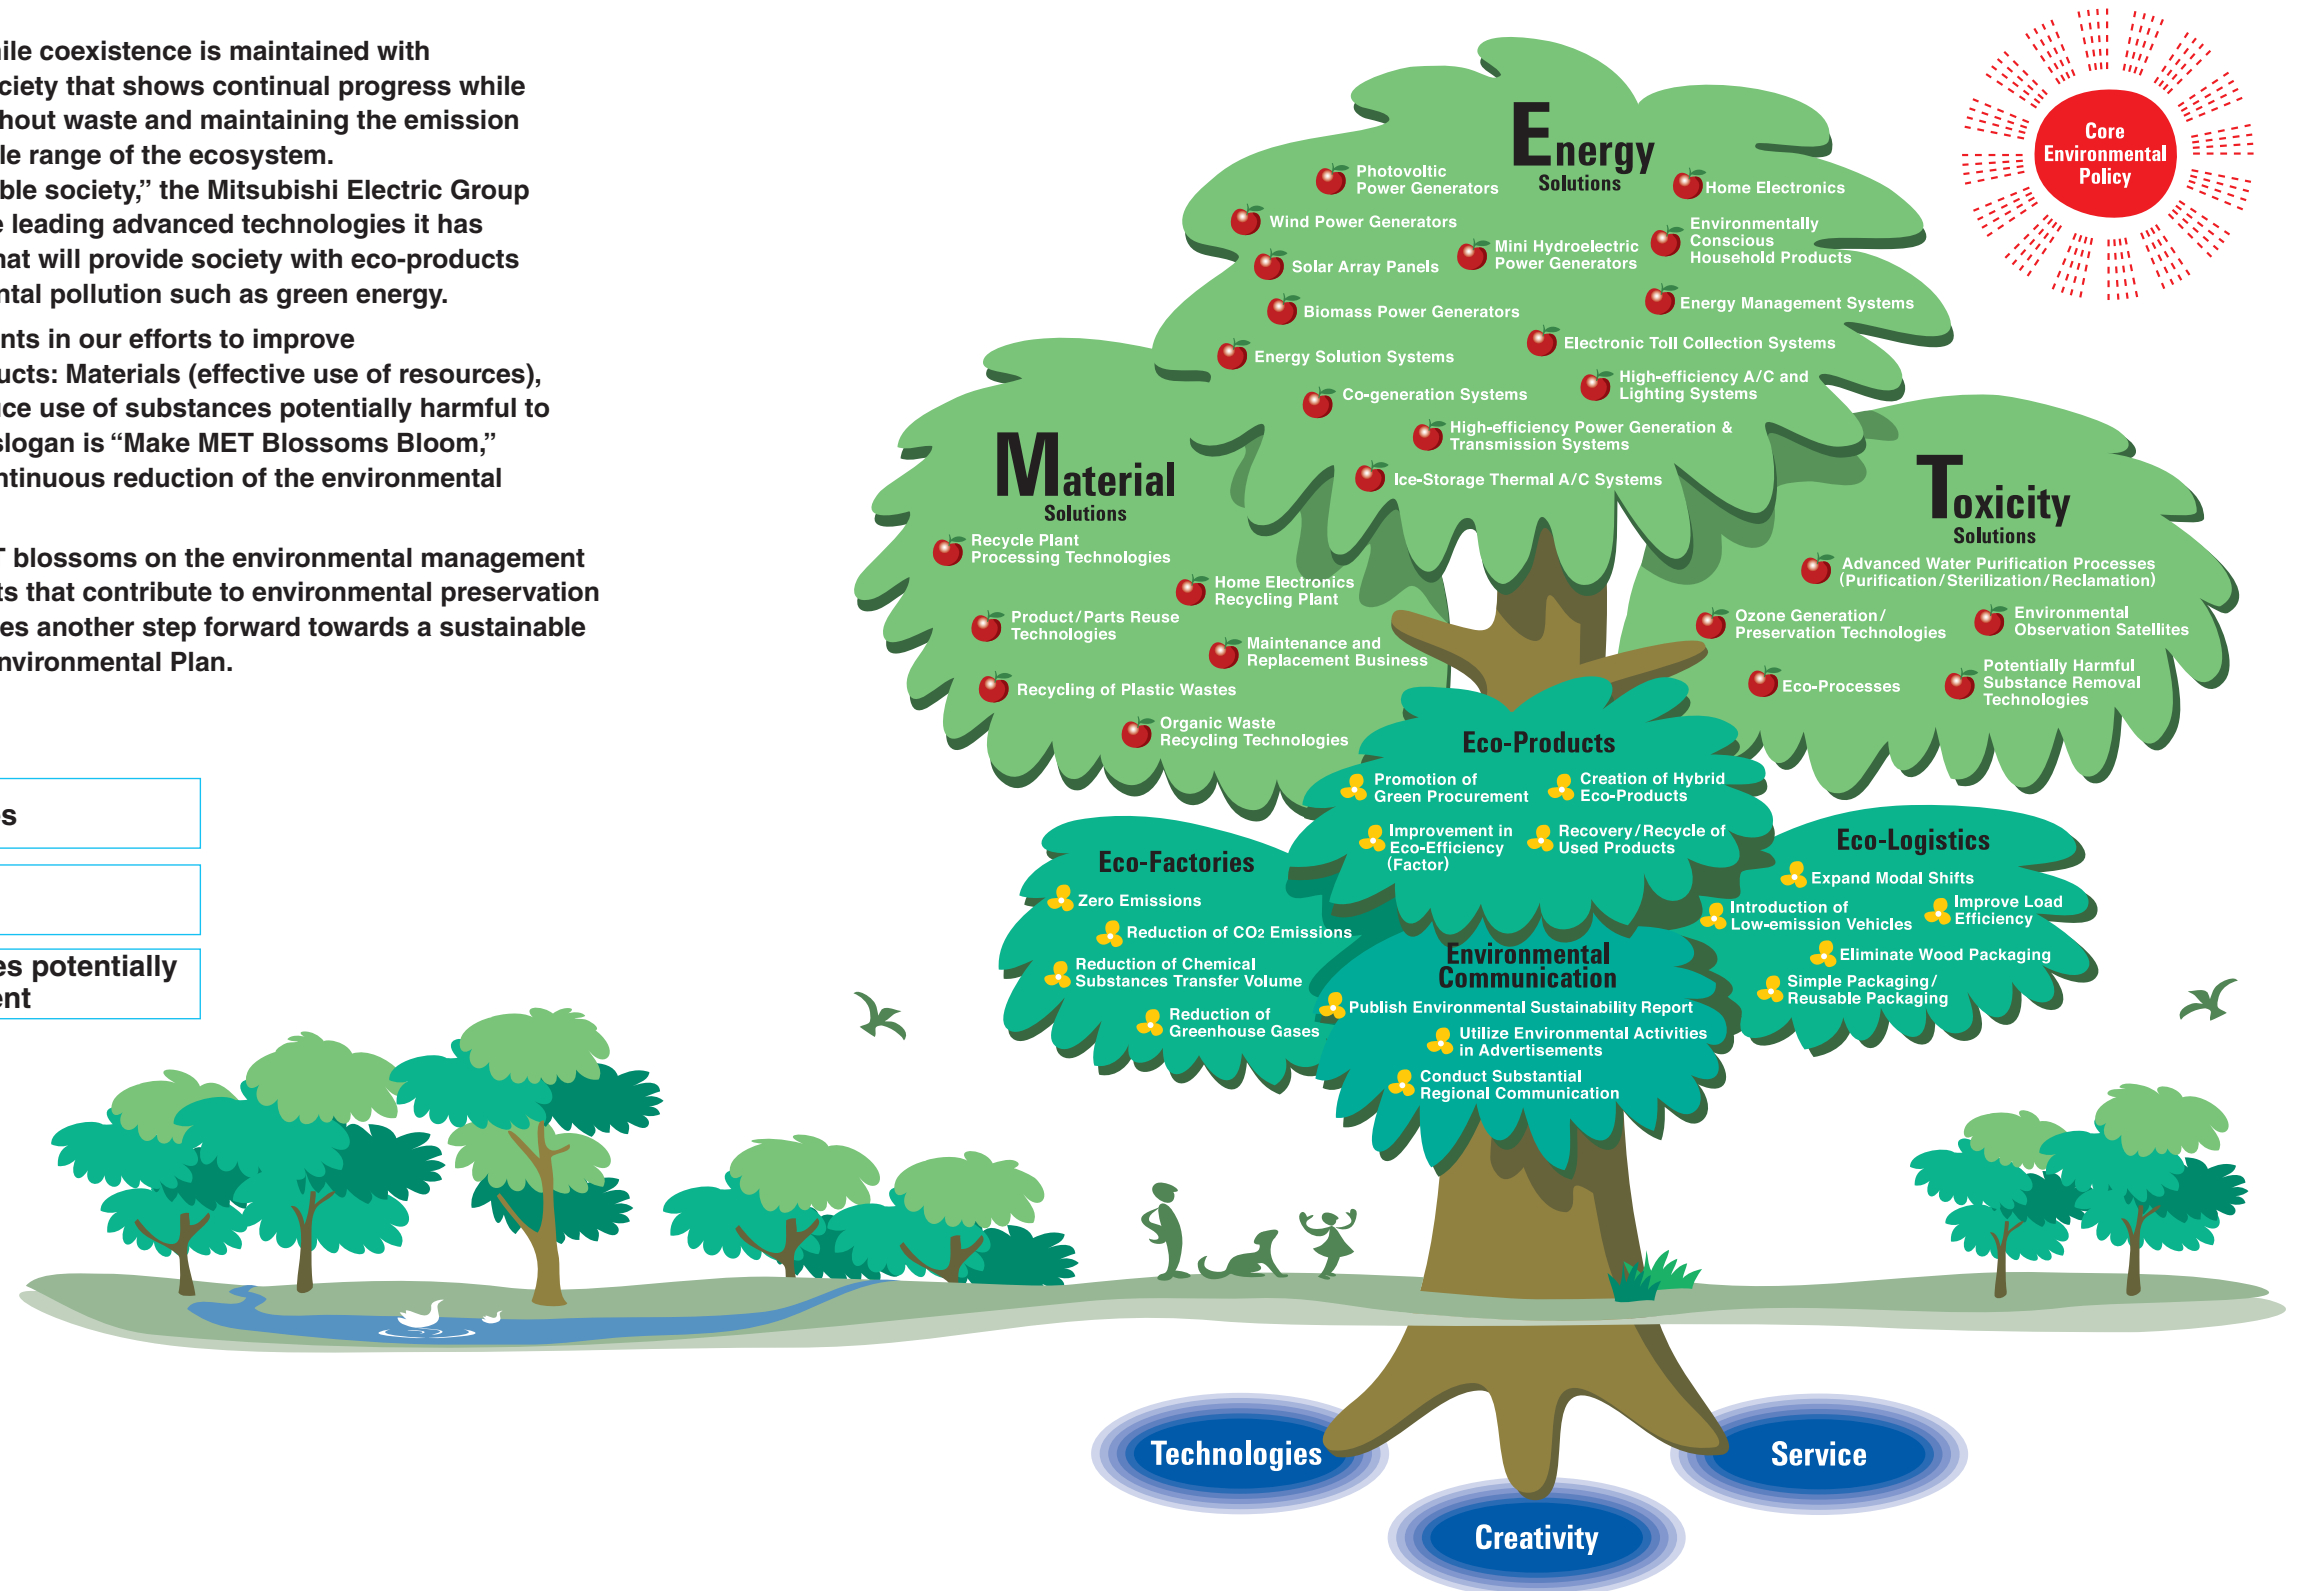 ile coexistence is maintained with
ciety that shows continual progress while
hout waste and maintaining the emission
le range of the ecosystem.
ble society,” the Mitsubishi Electric Group
e leading advanced technologies it has
hat will provide society with eco-products
ntal pollution such as green energy.
nts in our efforts to improve
ucts: Materials (effective use of resources),
uce use of substances potentially harmful to
slogan is “Make MET Blossoms Bloom,”
ntinuous reduction of the environmental
T blossoms on the environmental management
ts that contribute to environmental preservation
es another step forward towards a sustainable
nvironmental Plan.
s
es potentially
ent
Core
Environmental
Policy
Energy
Solutions
Photovoltic
Power Generators
Home Electronics
Wind Power Generators
Environmentally
Conscious
Household Products
Mini Hydroelectric
Power Generators
Solar Array Panels
Energy Management Systems
Biomass Power Generators
Electronic Toll Collection Systems
Energy Solution Systems
High-efficiency A/C and
Lighting Systems
Co-generation Systems
High-efficiency Power Generation &
Transmission Systems
Ice-Storage Thermal A/C Systems
Material
Solutions
Recycle Plant
Processing Technologies
Home Electronics
Recycling Plant
Product/Parts Reuse
Technologies
Maintenance and
Replacement Business
Recycling of Plastic Wastes
Organic Waste
Recycling Technologies
Toxicity
Solutions
Advanced Water Purification Processes
(Purification/Sterilization/Reclamation)
Ozone Generation/
Preservation Technologies
Environmental
Observation Satellites
Eco-Processes
Potentially Harmful
Substance Removal
Technologies
Eco-Products
Promotion of
Green Procurement
Creation of Hybrid
Eco-Products
Improvement in
Eco-Efficiency
(Factor)
Recovery/Recycle of
Used Products
Eco-Factories
Zero Emissions
Reduction of CO2 Emissions
Reduction of Chemical
Substances Transfer Volume
Reduction of
Greenhouse Gases
Eco-Logistics
Expand Modal Shifts
Introduction of
Low-emission Vehicles
Improve Load
Efficiency
Eliminate Wood Packaging
Simple Packaging/
Reusable Packaging
Environmental
Communication
Publish Environmental Sustainability Report
Utilize Environmental Activities
in Advertisements
Conduct Substantial
Regional Communication
Technologies
Service
Creativity